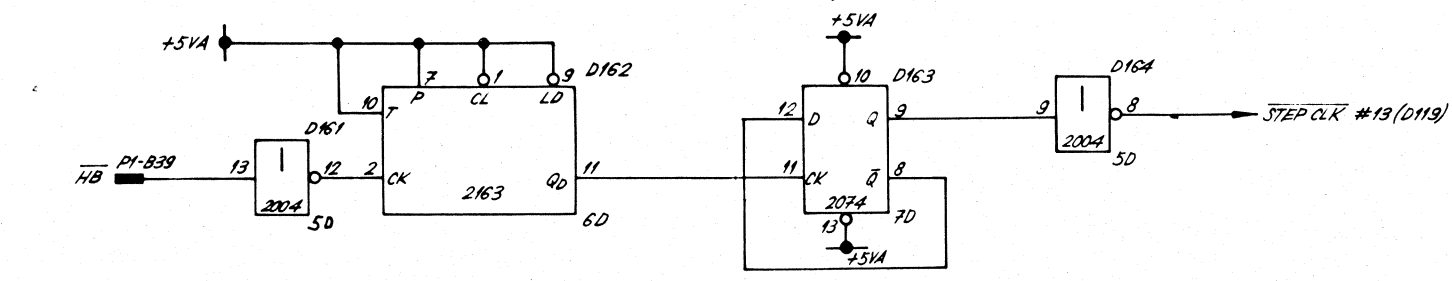 +5VA
+5VA
7 1 9 D162
10 D163
D164
10 T P CL LD
12 D Q 9
9 8 STEP CLK #13 (D119)
D161
2004 5D
HB P1-B39 13 12 2 CK QD 11
11 CK Q 8
2163
2004 5D
6D
2074 7D
13
+5VA